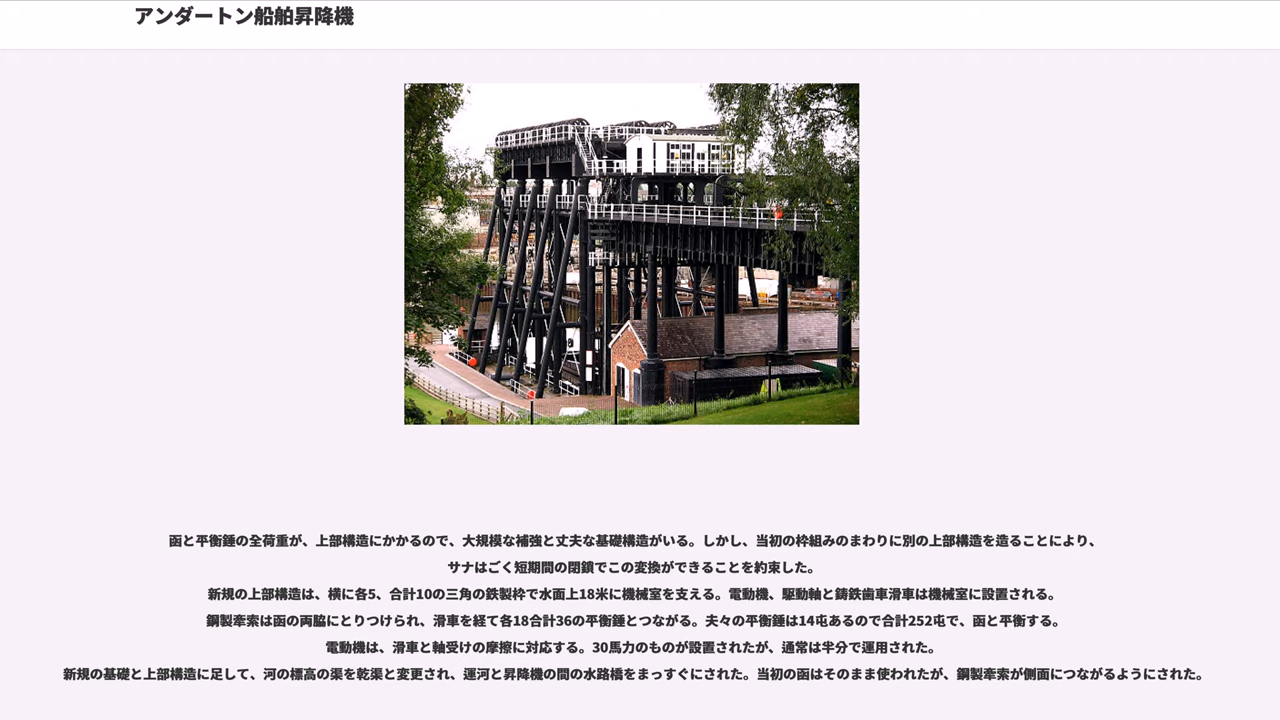 アンダートン船舶昇降機
函と平衡錘の全荷重が、上部構造にかかるので、大規模な補強と丈夫な基礎構造がいる。しかし、当初の枠組みのまわりに別の上部構造を造ることにより、
サナはごく短期間の閉鎖でこの変換ができることを約束した。
新規の上部構造は、横に各5、合計10の三角の鉄製枠で水面上18米に機械室を支える。電動機、駆動軸と鋳鉄歯車滑車は機械室に設置される。
鋼製牽索は函の両脇にとりつけられ、滑車を経て各18合計36の平衡錘とつながる。夫々の平衡錘は14屯あるので合計252屯で、函と平衡する。
電動機は、滑車と軸受けの摩擦に対応する。30馬力のものが設置されたが、通常は半分で運用された。
新規の基礎と上部構造に足して、河の標高の渠を乾渠と変更され、運河と昇降機の間の水路橋をまっすぐにされた。当初の函はそのまま使われたが、鋼製牽索が側面につながるようにされた。